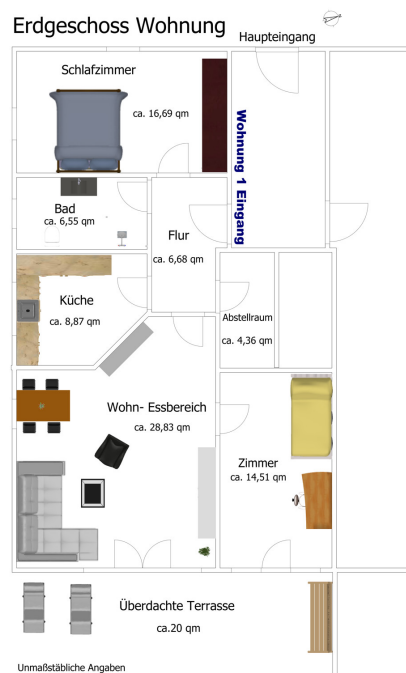 Erdgeschoss Wohnung
Haupteingang
Schlafzimmer
ca. 16,69 qm
Wohnung 1 Eingang
Bad
ca. 6,55 qm
Flur
ca. 6,68 qm
Küche
ca. 8,87 qm
Abstellraum
ca. 4,36 qm
Wohn- Essbereich
ca. 28,83 qm
Zimmer
ca. 14,51 qm
Überdachte Terrasse
ca.20 qm
Unmaßstäbliche Angaben